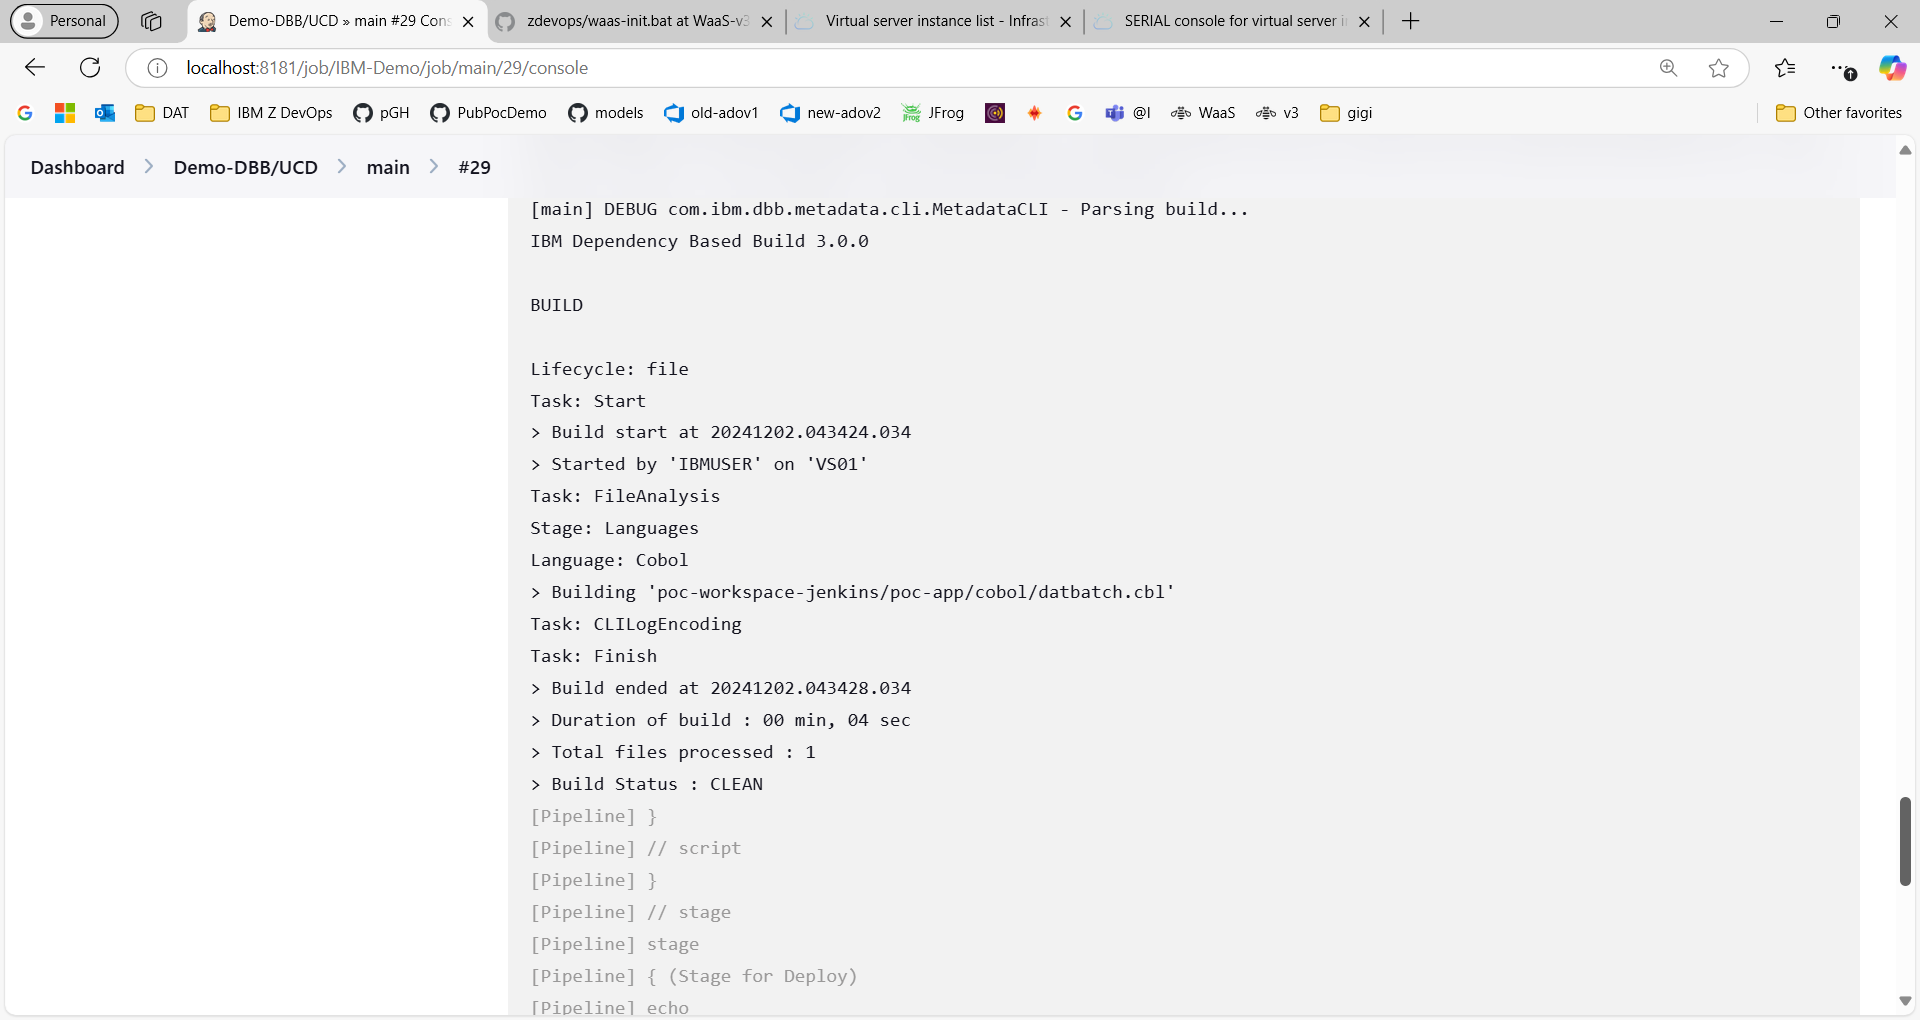 Personal
Demo-DBB/UCD » main #29 Cons
zdevops/waas-init.bat at WaaS-v3
Virtual server instance list - Infrast
SERIAL console for virtual server i
localhost:8181/job/IBM-Demo/job/main/29/console
DAT
IBM Z DevOps
pGH
PubPocDemo
models
old-adov1
new-adov2
JFrog
@I
WaaS
v3
gigi
Other favorites
Dashboard
Demo-DBB/UCD
main
#29
[main] DEBUG com.ibm.dbb.metadata.cli.MetadataCLI - Parsing build...
IBM Dependency Based Build 3.0.0
BUILD
Lifecycle: file
Task: Start
> Build start at 20241202.043424.034
> Started by 'IBMUSER' on 'VS01'
Task: FileAnalysis
Stage: Languages
Language: Cobol
> Building 'poc-workspace-jenkins/poc-app/cobol/datbatch.cbl'
Task: CLILogEncoding
Task: Finish
> Build ended at 20241202.043428.034
> Duration of build : 00 min, 04 sec
> Total files processed : 1
> Build Status : CLEAN
[Pipeline] }
[Pipeline] // script
[Pipeline] }
[Pipeline] // stage
[Pipeline] stage
[Pipeline] { (Stage for Deploy)
[Pipeline] echo